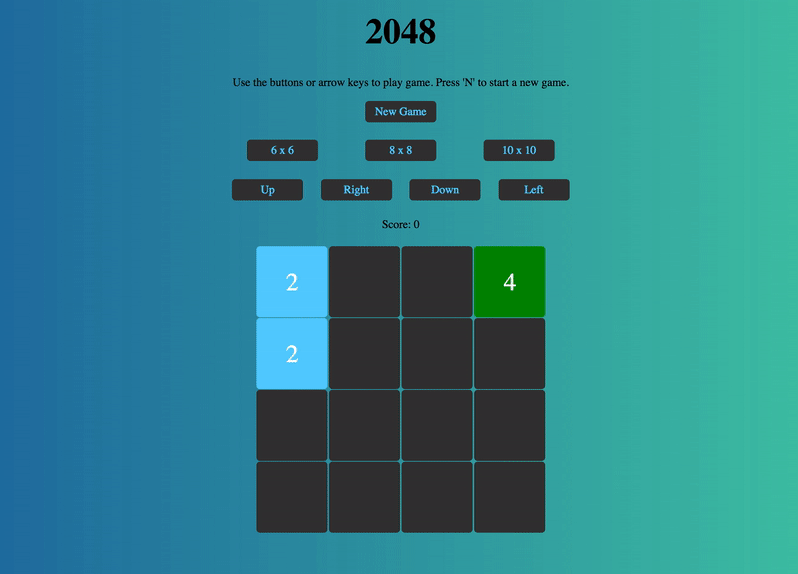 2048
Use the buttons or arrow keys to play game. Press 'N' to start a new game.
New Game
6 x 6 8 x 8 10 x 10
Up Right Down Left
Score: 0
2 4
2